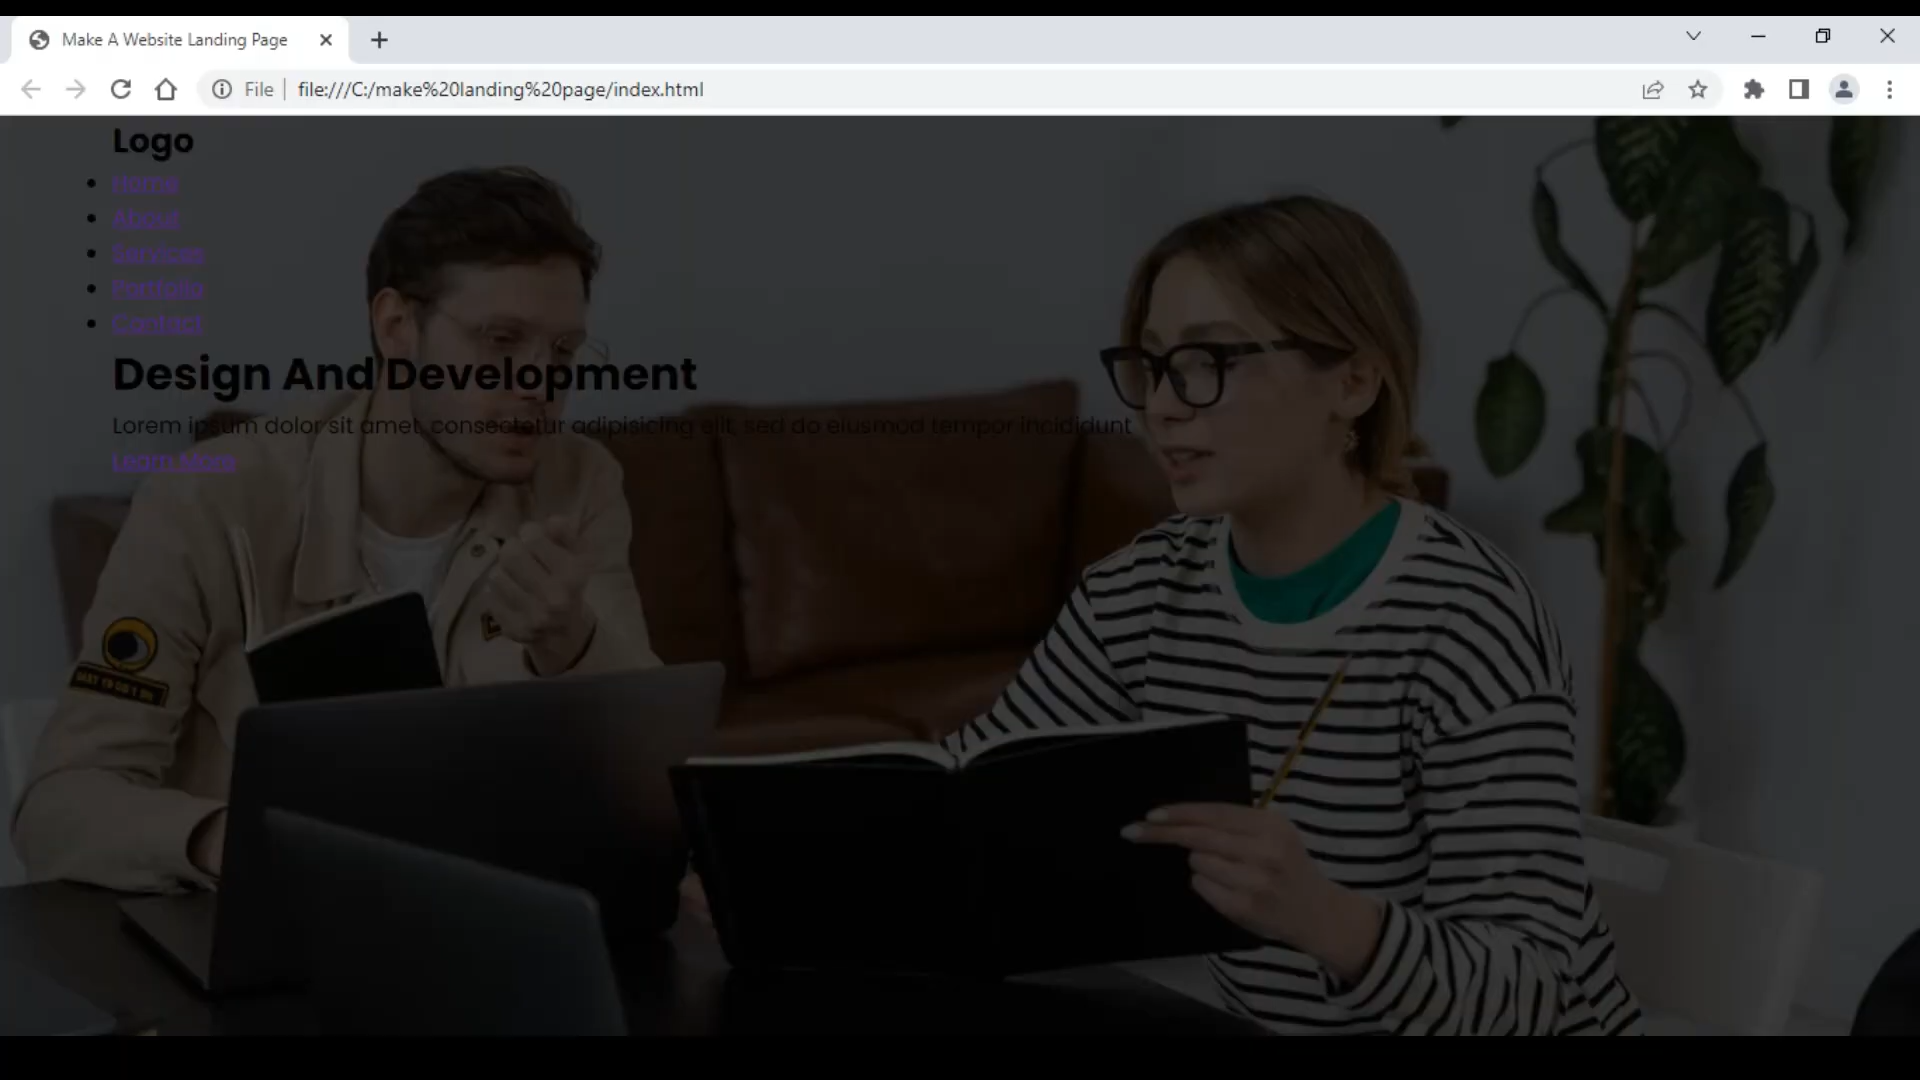 Make A Website Landing Page
File
file:///C:/make%20landing%20page/index.html
Logo
Home
About
Services
Portfolio
Contact
Design And Development
Lorem ipsum dolor sit amet, consectetur adipisicing elit, sed do eiusmod tempor incididunt
Learn More